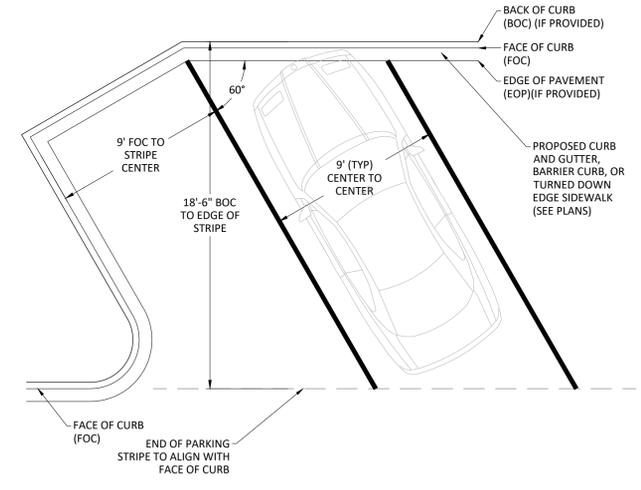 BACK OF CURB
(BOC) (IF PROVIDED)
FACE OF CURB
(FOC)
EDGE OF PAVEMENT
(EOP)(IF PROVIDED)
60°
9' FOC TO
STRIPE
CENTER
9' (TYP)
CENTER TO
CENTER
PROPOSED CURB
AND GUTTER,
BARRIER CURB, OR
TURNED DOWN
EDGE SIDEWALK
(SEE PLANS)
18'-6" BOC
TO EDGE OF
STRIPE
FACE OF CURB
(FOC)
END OF PARKING
STRIPE TO ALIGN WITH
FACE OF CURB